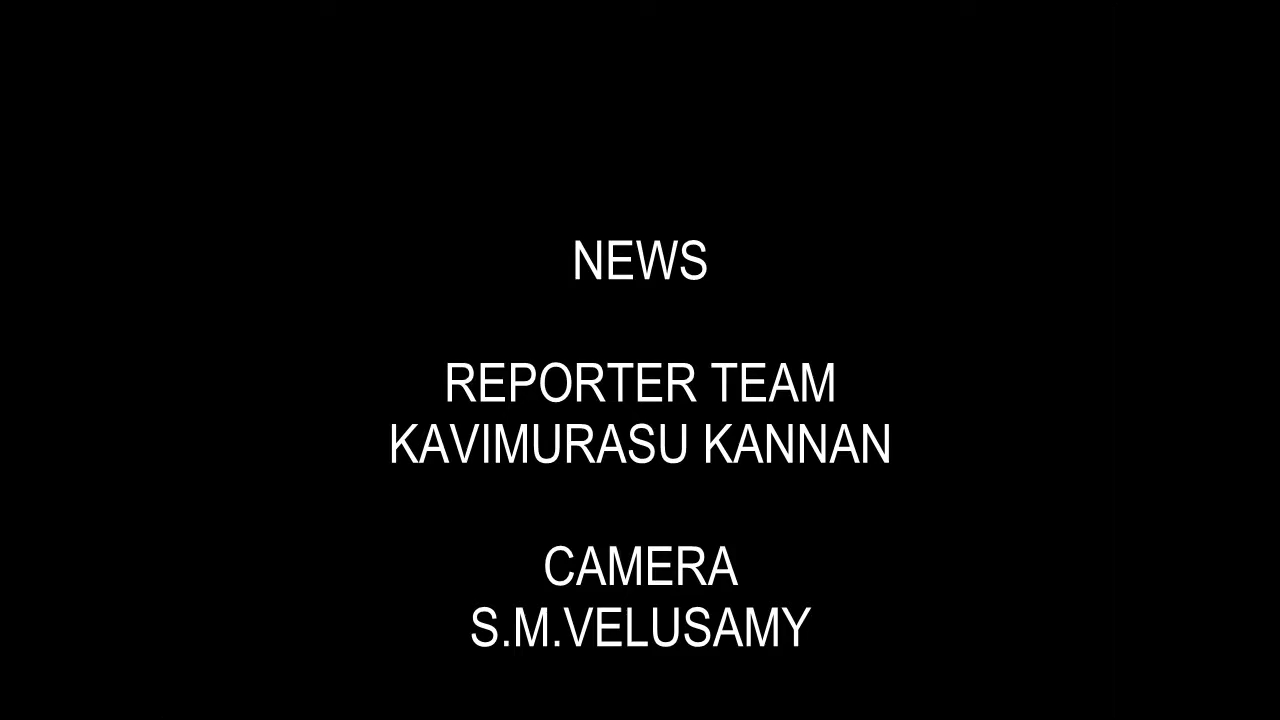 NEWS
REPORTER TEAM
KAVIMURASU KANNAN
CAMERA
S.M.VELUSAMY